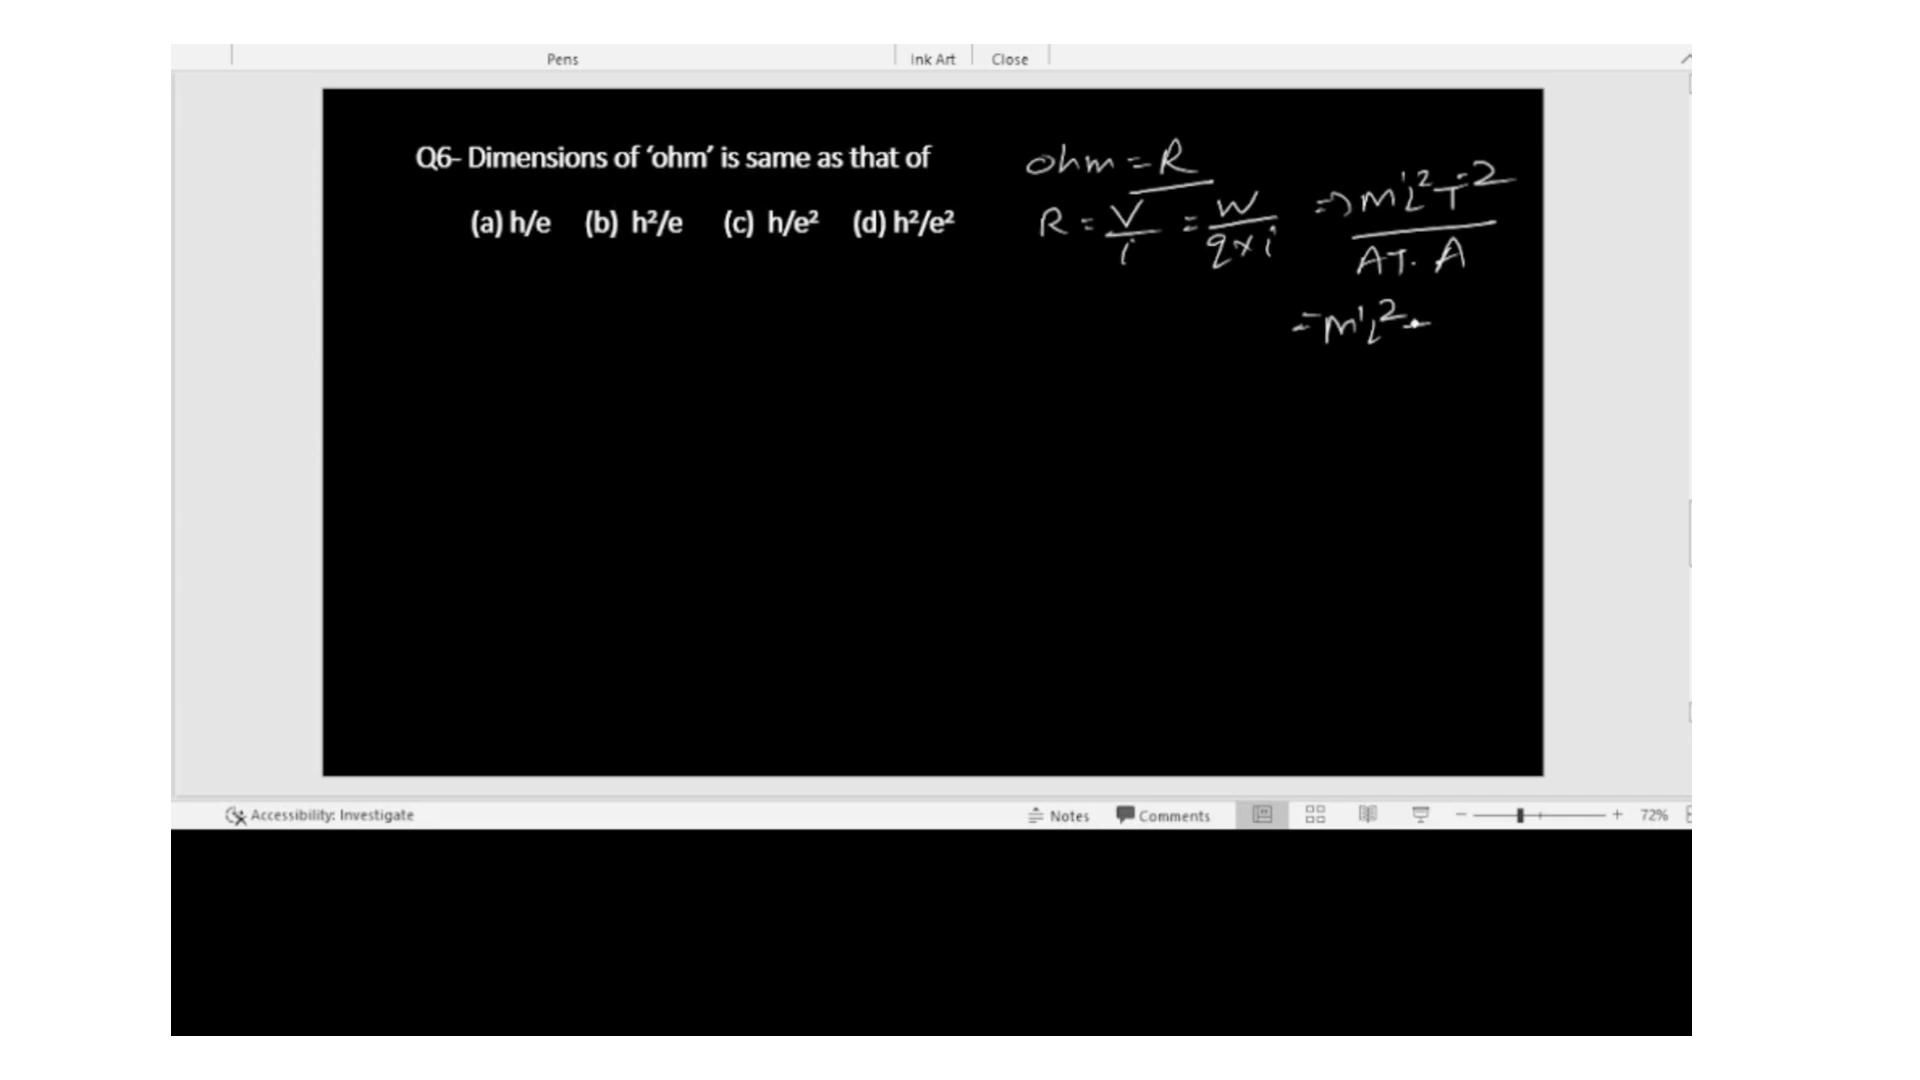 Pens Ink Art Close
Q6- Dimensions of ‘ohm’ is same as that of
(a) h/e (b) h²/e (c) h/e² (d) h²/e²
ohm = R
R = V/i = W/q×i ⇒ M¹L²T⁻²/AT·A
= M¹L²
Accessibility: Investigate Notes Comments 72%